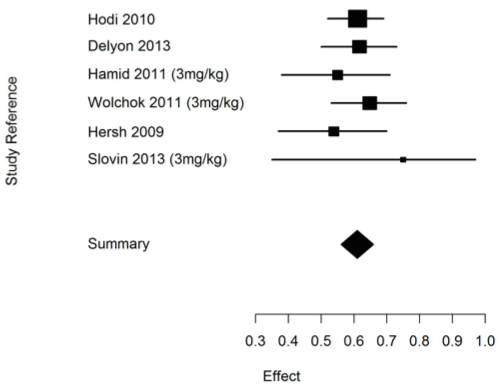 Hodi 2010
Delyon 2013
Hamid 2011 (3mg/kg)
Wolchok 2011 (3mg/kg)
Hersh 2009
Slovin 2013 (3mg/kg)
Study Reference
Summary
0.3 0.4 0.5 0.6 0.7 0.8 0.9 1.0
Effect